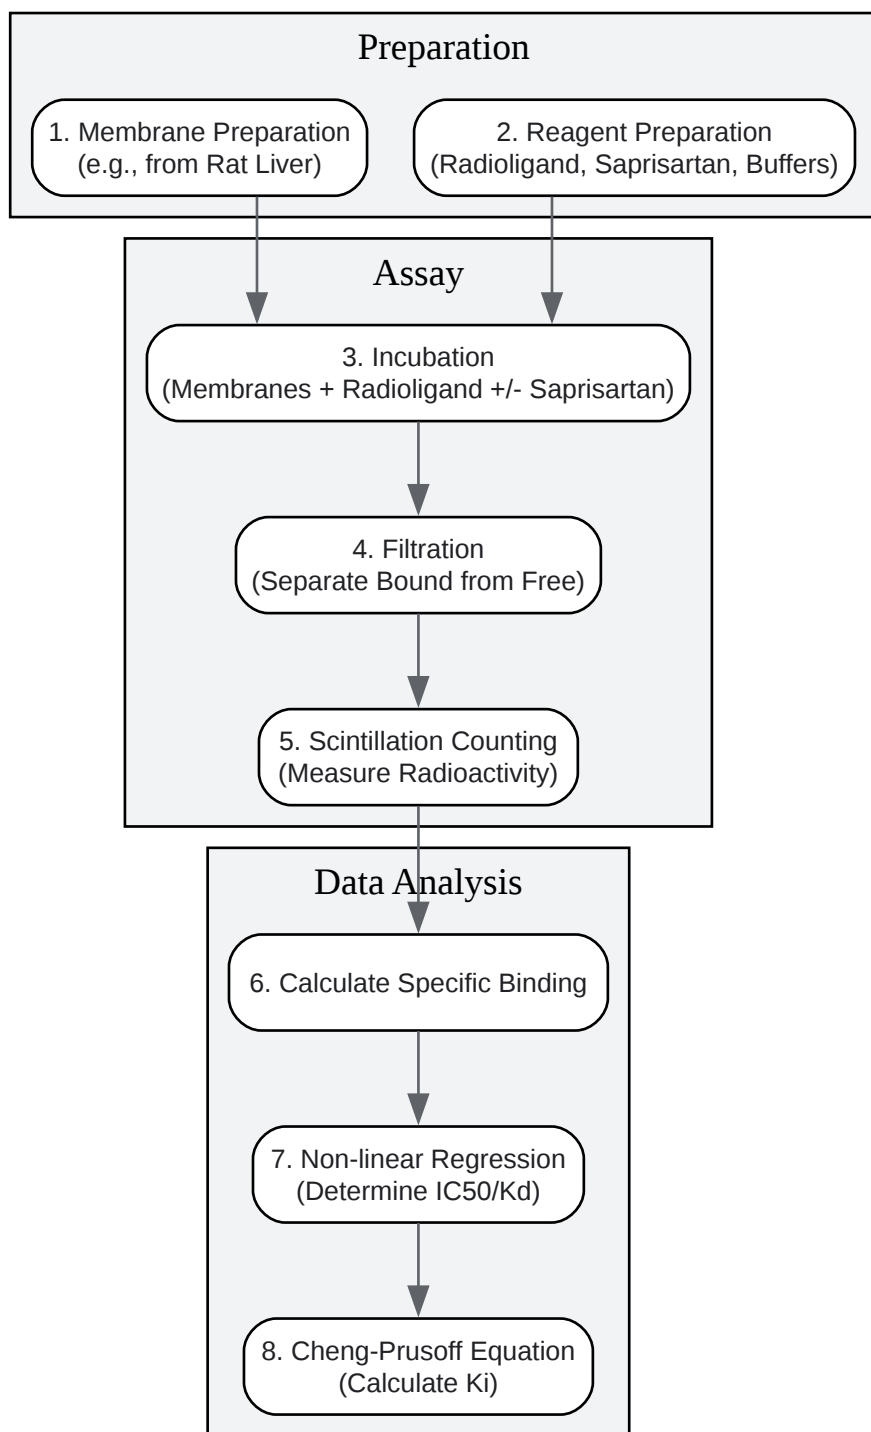 Preparation
1. Membrane Preparation
(e.g., from Rat Liver)
2. Reagent Preparation
(Radioligand, Saprisartan, Buffers)
Assay
3. Incubation
(Membranes + Radioligand +/- Saprisartan)
4. Filtration
(Separate Bound from Free)
5. Scintillation Counting
(Measure Radioactivity)
Data Analysis
6. Calculate Specific Binding
7. Non-linear Regression
(Determine IC50/Kd)
8. Cheng-Prusoff Equation
(Calculate Ki)